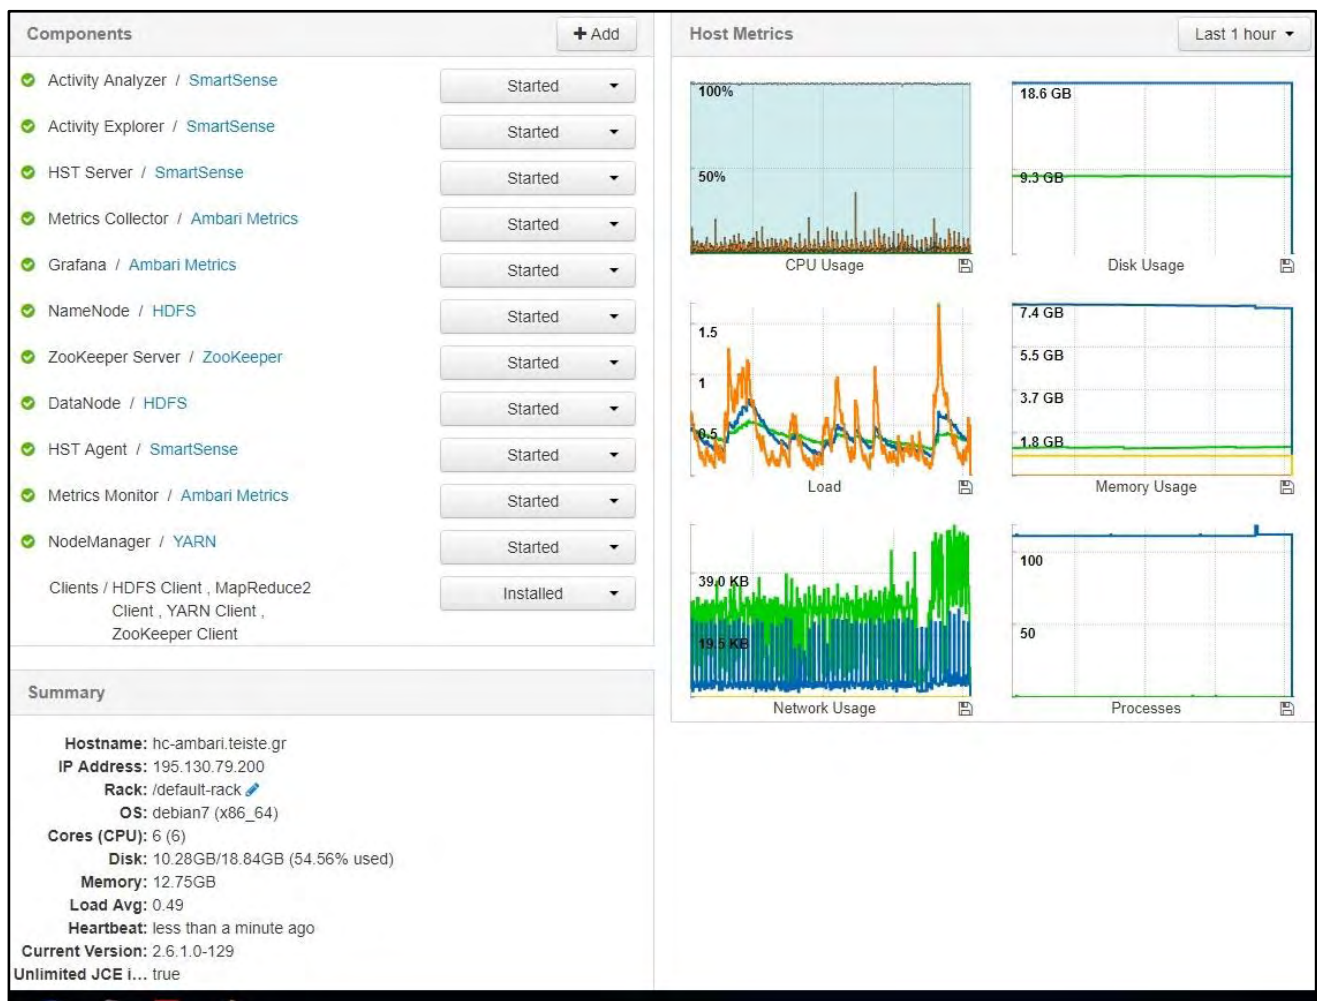 Components
+ Add
Activity Analyzer / SmartSense
Started
Activity Explorer / SmartSense
Started
HST Server / SmartSense
Started
Metrics Collector / Ambari Metrics
Started
Grafana / Ambari Metrics
Started
NameNode / HDFS
Started
ZooKeeper Server / ZooKeeper
Started
DataNode / HDFS
Started
HST Agent / SmartSense
Started
Metrics Monitor / Ambari Metrics
Started
NodeManager / YARN
Started
Clients / HDFS Client , MapReduce2
Client , YARN Client ,
ZooKeeper Client
Installed
Summary
Hostname: hc-ambari.teiste.gr
IP Address: 195.130.79.200
Rack: /default-rack
OS: debian7 (x86_64)
Cores (CPU): 6 (6)
Disk: 10.28GB/18.84GB (54.56% used)
Memory: 12.75GB
Load Avg: 0.49
Heartbeat: less than a minute ago
Current Version: 2.6.1.0-129
Unlimited JCE i... true
Host Metrics
Last 1 hour
100%
50%
CPU Usage
18.6 GB
9.3 GB
Disk Usage
1.5
1
0.5
Load
7.4 GB
5.5 GB
3.7 GB
1.8 GB
Memory Usage
39.0 KB
19.5 KB
Network Usage
100
50
Processes